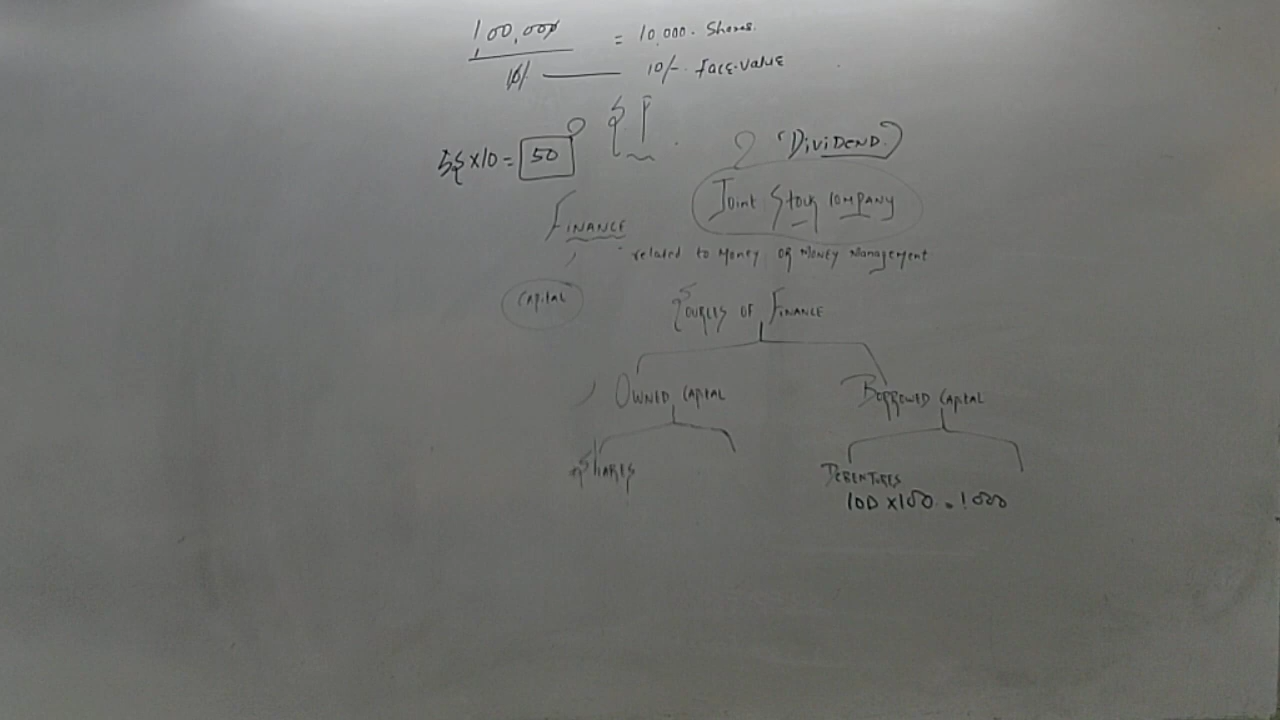 100,000 = 10,000. Shares.
10/- 10/-. Face-value
5 × 10 = 50
"DIVIDEND"
Joint Stock COMPANY
FINANCE
related to Money OR MONEY Management
CAPITAL
SOURCES OF FINANCE
OWNED CAPITAL BORROWED CAPITAL
SHARES DEBENTURES
100 × 100 = 1000